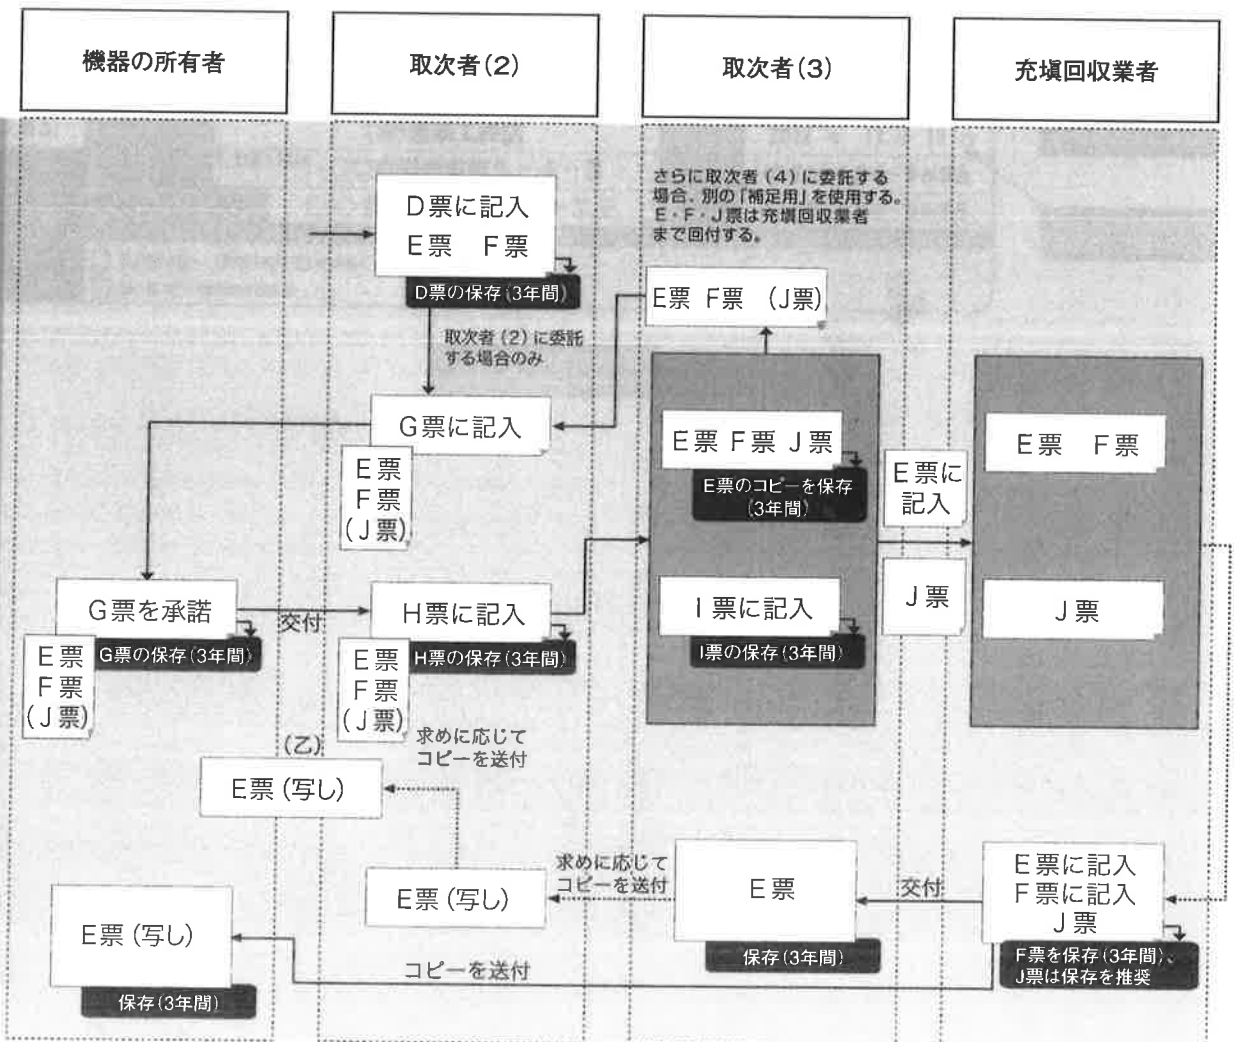 機器の所有者
取次者(2)
取次者(3)
充塡回収業者
D票に記入
E票 F票
D票の保存(3年間)
さらに取次者(4)に委託する
場合、別の「補足用」を使用する。
E・F・J票は充塡回収業者
まで回付する。
E票 F票 (J票)
取次者(2)に委託
する場合のみ
G票に記入
E票
F票
(J票)
E票 F票 J票
E票のコピーを保存
(3年間)
E票に
記入
E票 F票
G票を承諾
G票の保存(3年間)
E票
F票
(J票)
交付
H票に記入
H票の保存(3年間)
E票
F票
(J票)
I票に記入
I票の保存(3年間)
J票
J票
(乙)
求めに応じて
コピーを送付
E票(写し)
E票(写し)
求めに応じて
コピーを送付
E票
保存(3年間)
交付
E票に記入
F票に記入
J票
F票を保存(3年間)、
J票は保存を推奨
E票(写し)
保存(3年間)
コピーを送付